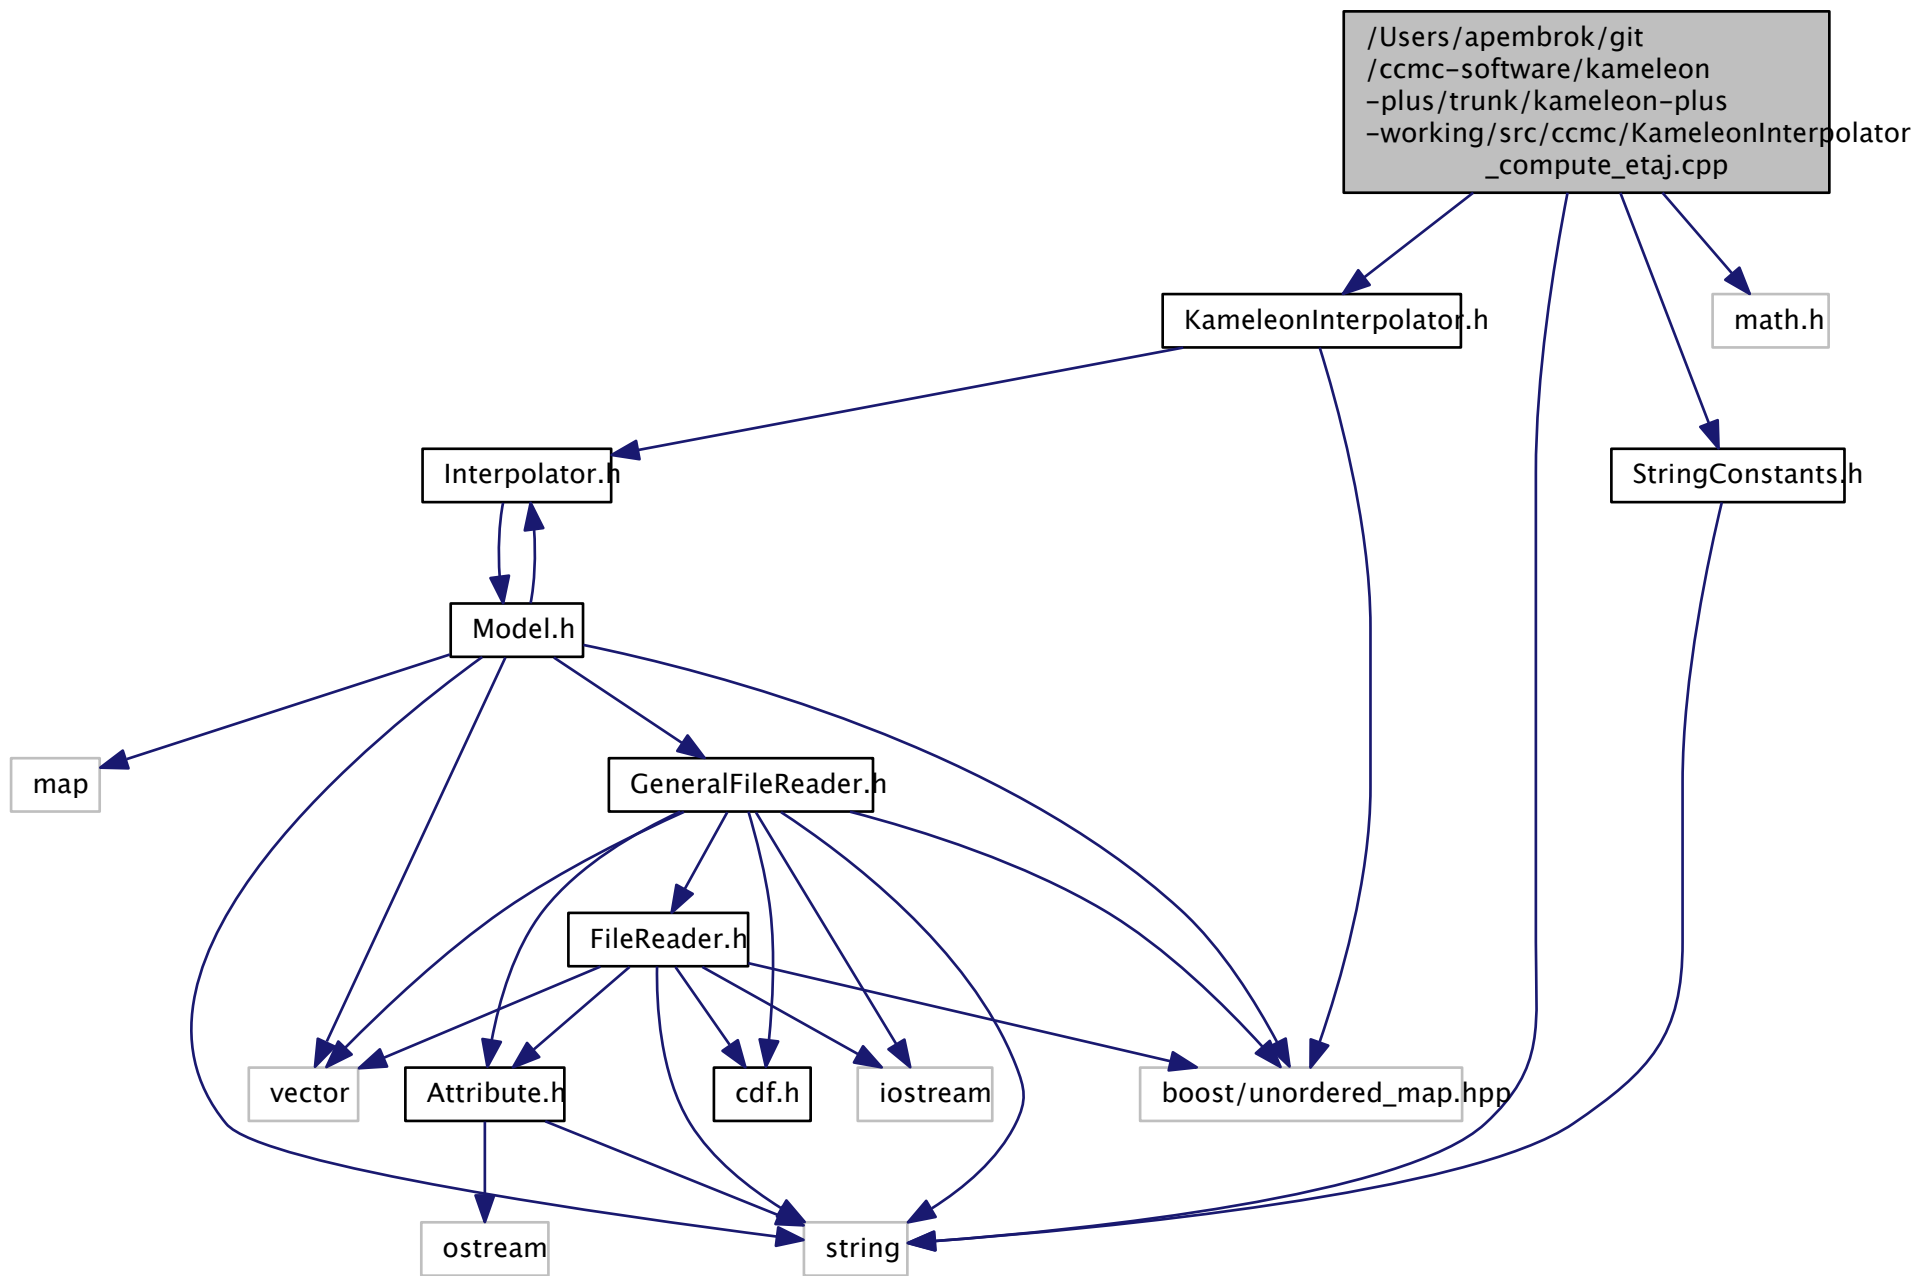 /Users/apembrok/git
/ccmc-software/kameleon
-plus/trunk/kameleon-plus
-working/src/ccmc/KameleonInterpolator
_compute_etaj.cpp
KameleonInterpolator.h
math.h
Interpolator.h
StringConstants.h
Model.h
map
GeneralFileReader.h
FileReader.h
vector
Attribute.h
cdf.h
iostream
boost/unordered_map.hpp
ostream
string